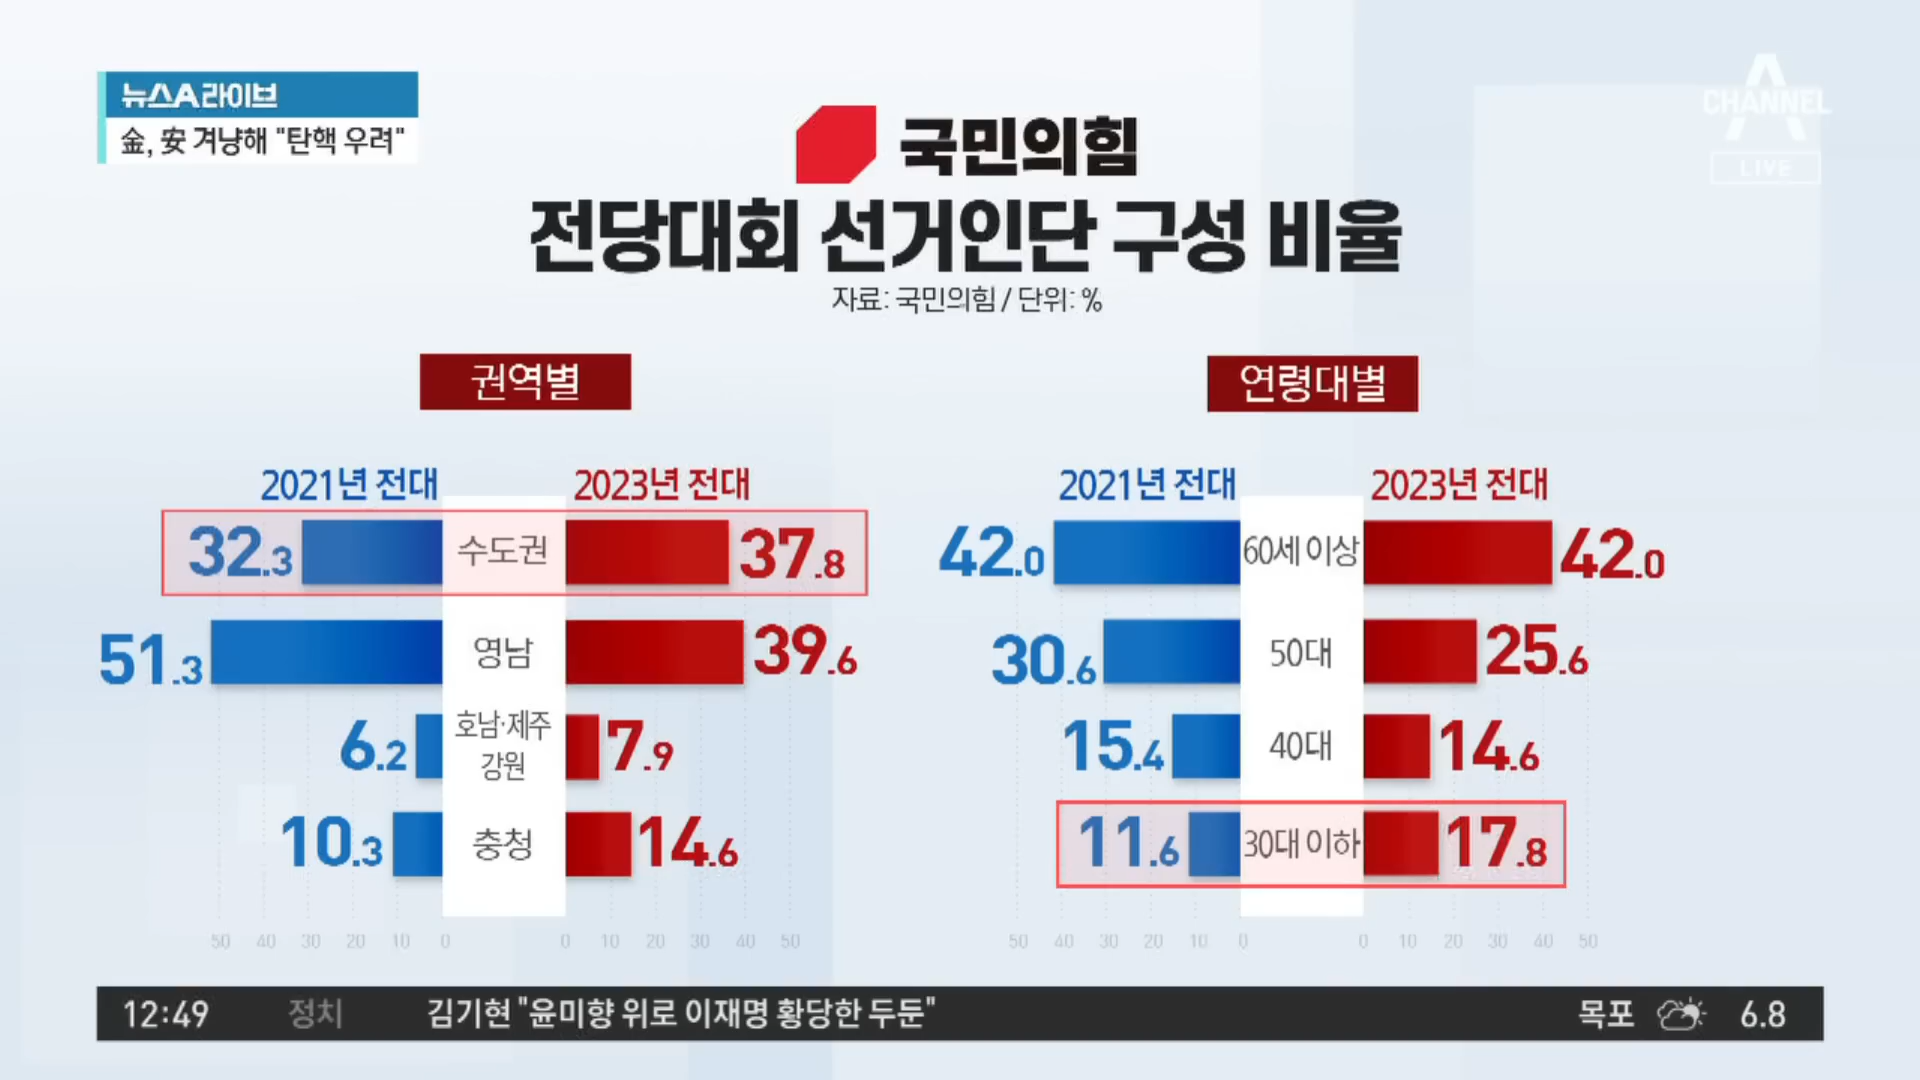 뉴스A라이브
金, 安 겨냥해 "탄핵 우려"
CHANNEL A
LIVE
국민의힘
전당대회 선거인단 구성 비율
자료: 국민의힘 / 단위: %
권역별
2021년 전대 2023년 전대
32.3 수도권 37.8
51.3 영남 39.6
6.2 호남·제주 강원 7.9
10.3 충청 14.6
50 40 30 20 10 0 0 10 20 30 40 50
연령대별
2021년 전대 2023년 전대
42.0 60세 이상 42.0
30.6 50대 25.6
15.4 40대 14.6
11.6 30대 이하 17.8
50 40 30 20 10 0 0 10 20 30 40 50
12:49 정치 김기현 "윤미향 위로 이재명 황당한 두둔" 목포 6.8